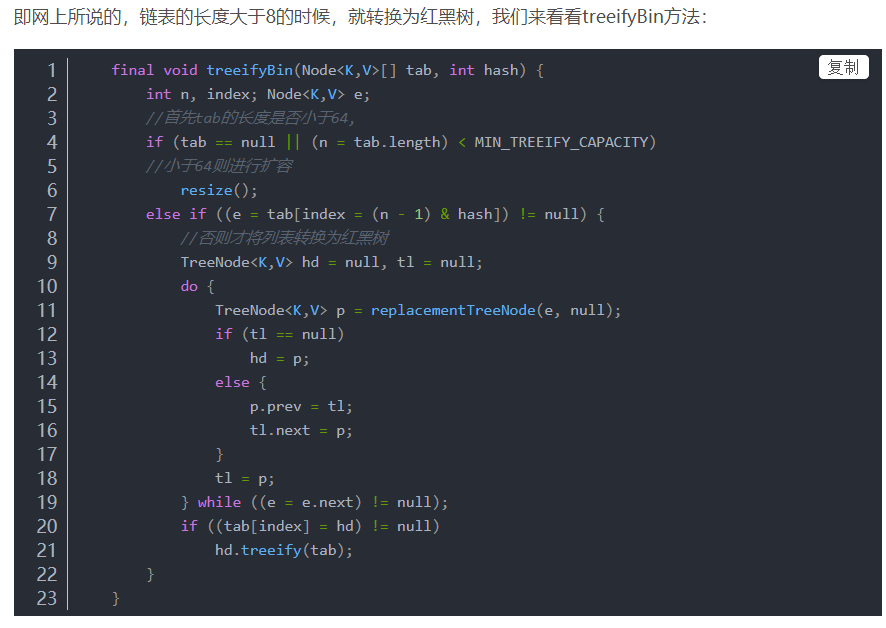 即网上所说的，链表的长度大于8的时候，就转换为红黑树，我们来看看treeifyBin方法：
复制
1 final void treeifyBin(Node<K,V>[] tab, int hash) {
2 int n, index; Node<K,V> e;
3 //首先tab的长度是否小于64，
4 if (tab == null || (n = tab.length) < MIN_TREEIFY_CAPACITY)
5 //小于64则进行扩容
6 resize();
7 else if ((e = tab[index = (n - 1) & hash]) != null) {
8 //否则才将列表转换为红黑树
9 TreeNode<K,V> hd = null, tl = null;
10 do {
11 TreeNode<K,V> p = replacementTreeNode(e, null);
12 if (tl == null)
13 hd = p;
14 else {
15 p.prev = tl;
16 tl.next = p;
17 }
18 tl = p;
19 } while ((e = e.next) != null);
20 if ((tab[index] = hd) != null)
21 hd.treeify(tab);
22 }
23 }